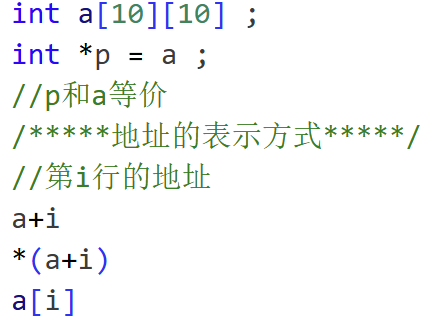 int a[10][10] ;
int *p = a ;
//p和a等价
/*****地址的表示方式*****/
//第i行的地址
a+i
*(a+i)
a[i]